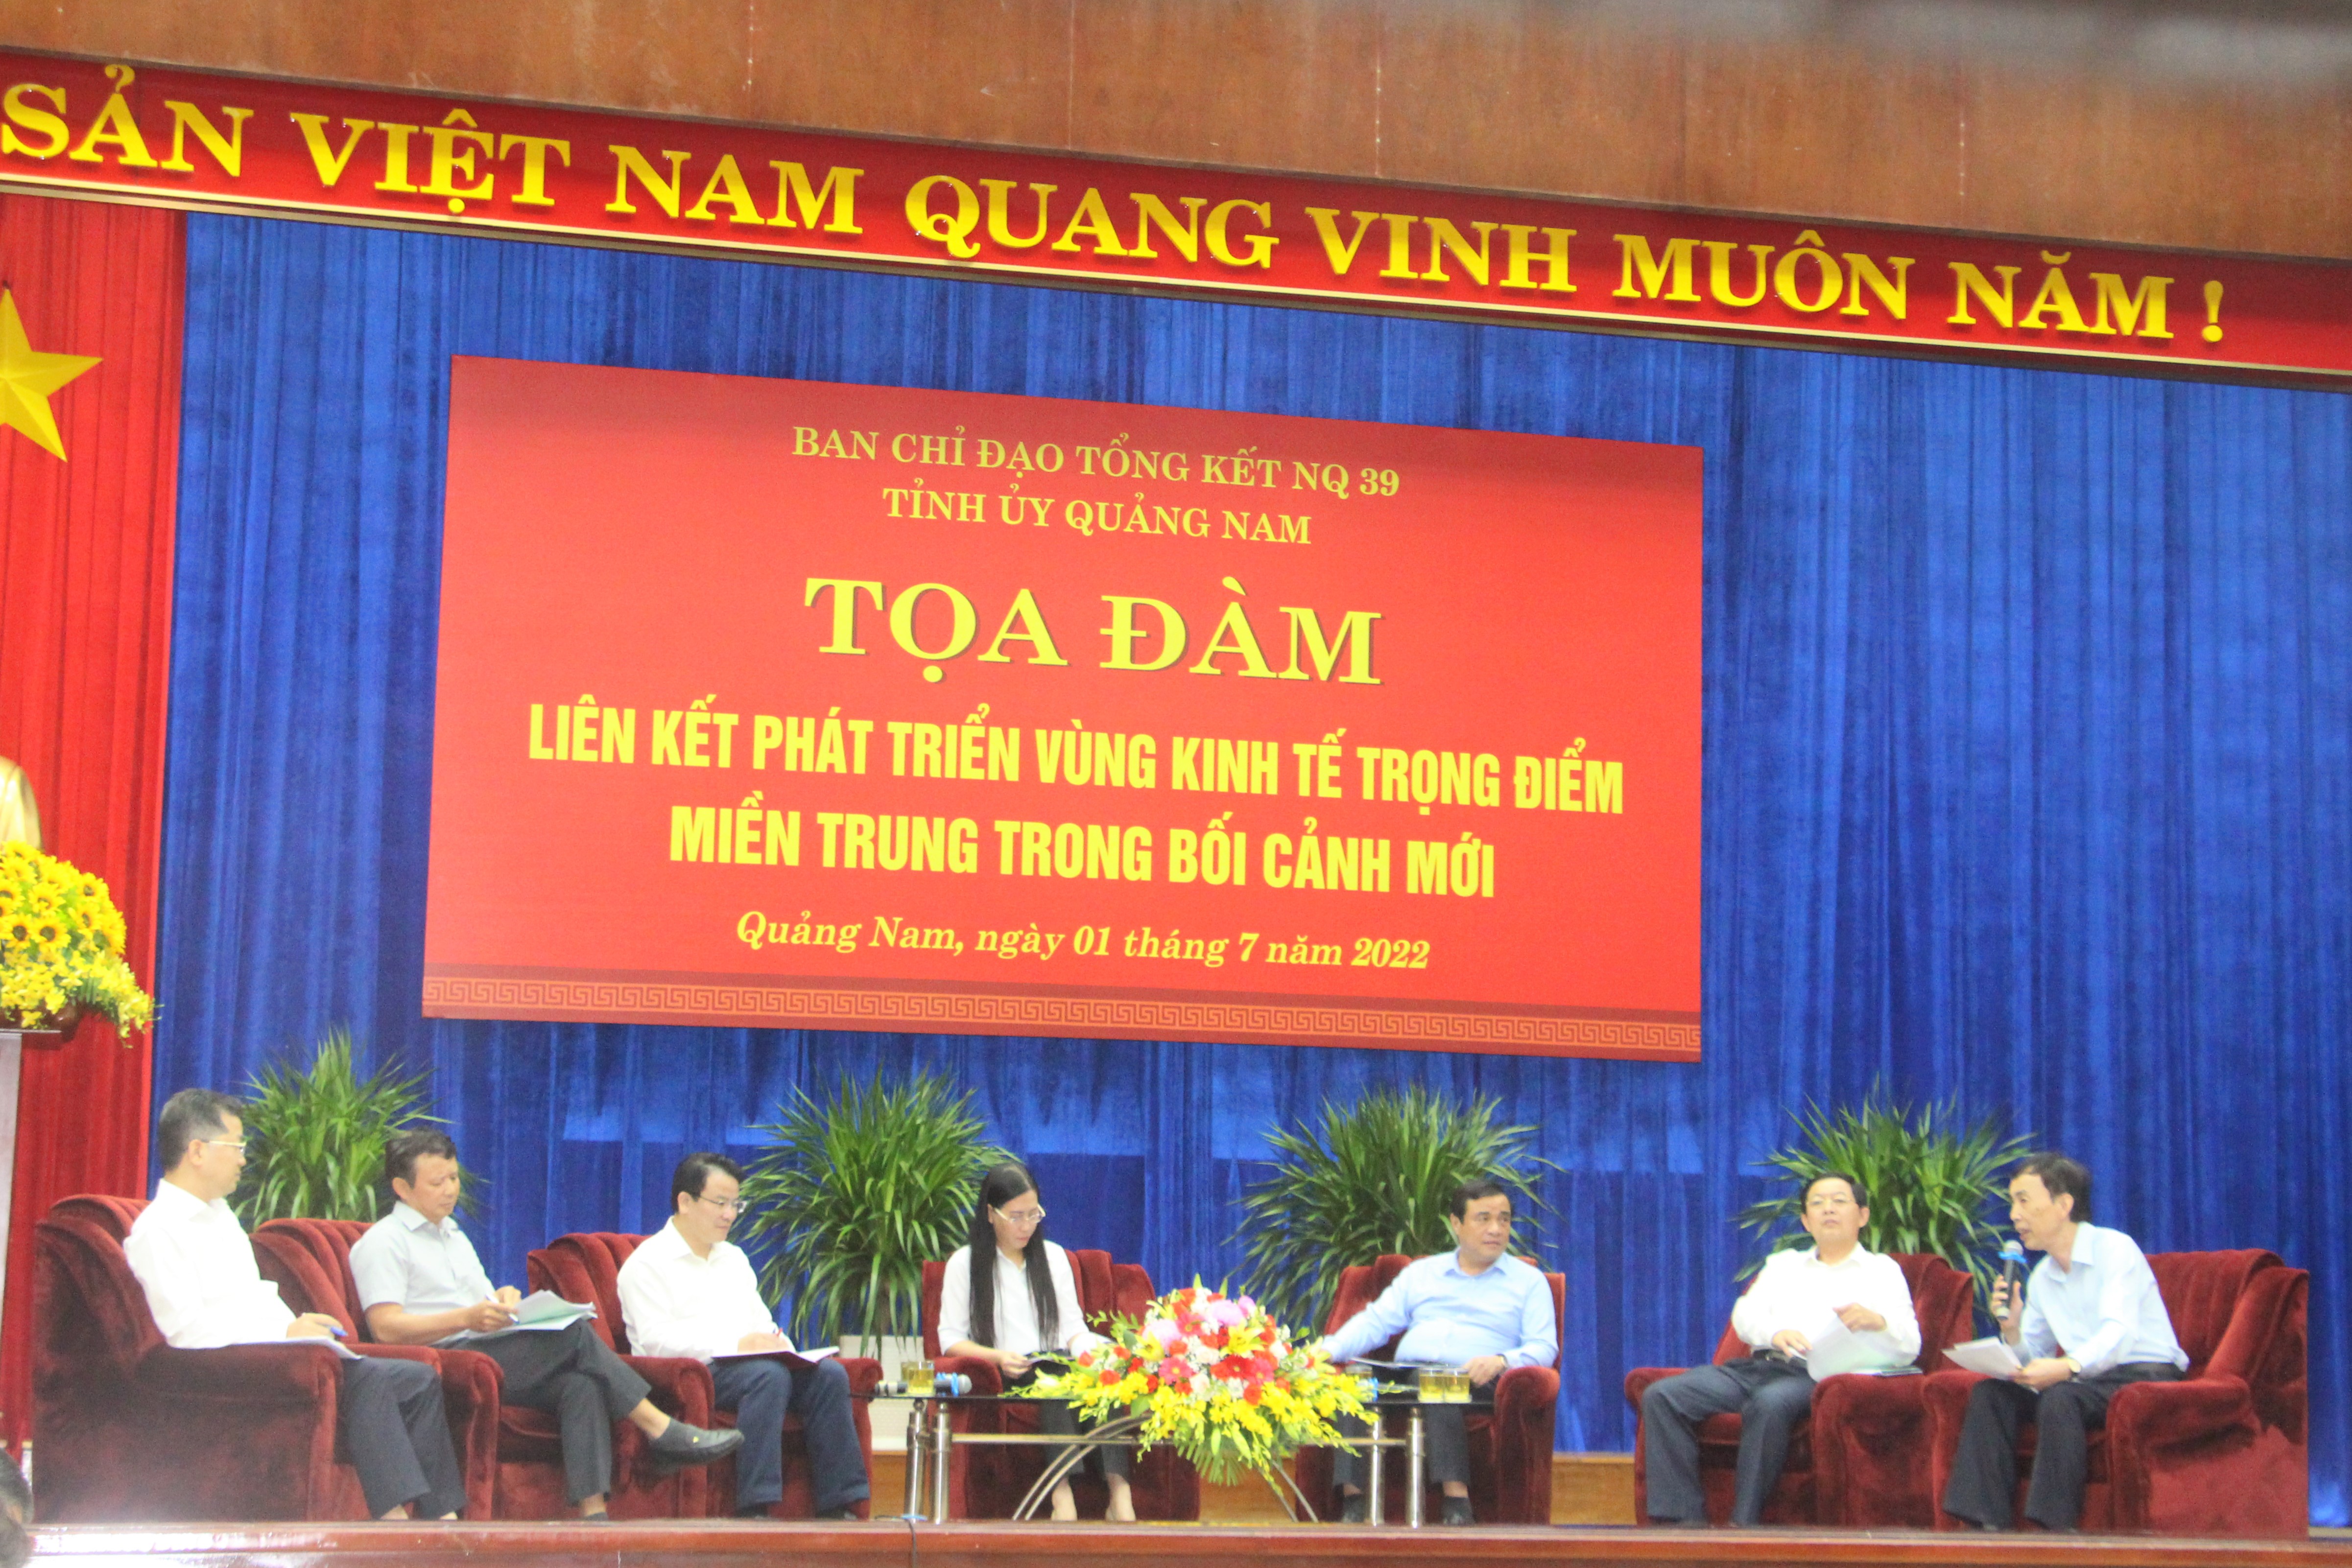 SẢN VIỆT NAM QUANG VINH MUÔN NĂM !
BAN CHỈ ĐẠO TỔNG KẾT NQ 39
TỈNH ỦY QUẢNG NAM
TỌA ĐÀM
LIÊN KẾT PHÁT TRIỂN VÙNG KINH TẾ TRỌNG ĐIỂM
MIỀN TRUNG TRONG BỐI CẢNH MỚI
Quảng Nam, ngày 01 tháng 7 năm 2022